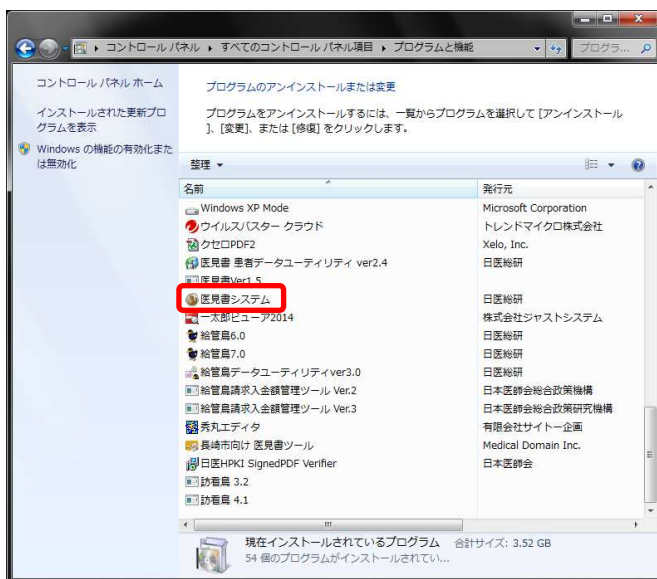 コントロール パネル ▸ すべてのコントロール パネル項目 ▸ プログラムと機能
プログラ...
コントロール パネル ホーム
インストールされた更新プロ
グラムを表示
Windows の機能の有効化また
は無効化
プログラムのアンインストールまたは変更
プログラムをアンインストールするには、一覧からプログラムを選択して [アンインストール
]、[変更]、または [修復] をクリックします。
整理
名前 発行元
Windows XP Mode Microsoft Corporation
ウイルスバスター クラウド トレンドマイクロ株式会社
クセロPDF2 Xelo, Inc.
医見書 患者データユーティリティ ver2.4 日医総研
医見書Ver1.5
医見書システム 日医総研
一太郎ビューア2014 株式会社ジャストシステム
給管鳥6.0 日医総研
給管鳥7.0 日医総研
給管鳥データユーティリティver3.0 日医総研
給管鳥請求入金額管理ツール Ver.2 日本医師会総合政策機構
給管鳥請求入金額管理ツール Ver.3 日本医師会総合政策研究機構
秀丸エディタ 有限会社サイトー企画
長崎市向け 医見書ツール Medical Domain Inc.
日医HPKI SignedPDF Verifier 日本医師会
訪看鳥 3.2
訪看鳥 4.1
現在インストールされているプログラム 合計サイズ: 3.52 GB
54 個のプログラムがインストールされてい...